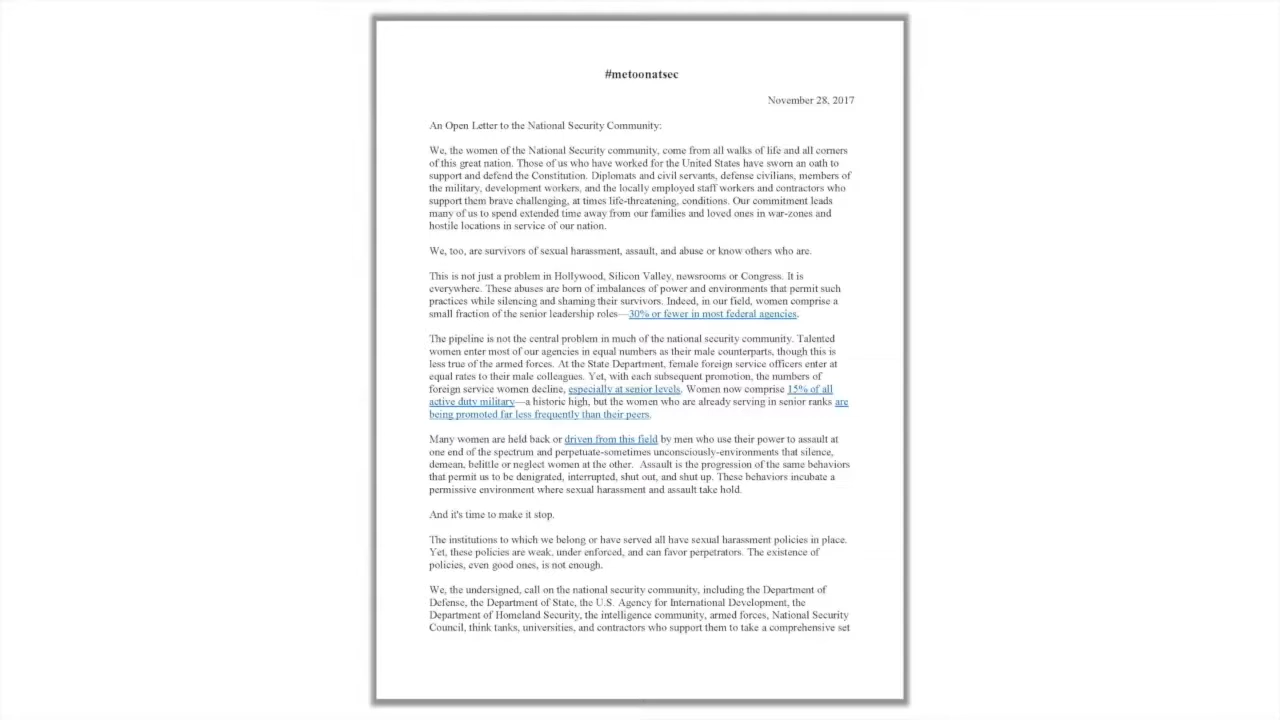 #metoonatsec
November 28, 2017
An Open Letter to the National Security Community:
We, the women of the National Security community, come from all walks of life and all corners
of this great nation. Those of us who have worked for the United States have sworn an oath to
support and defend the Constitution. Diplomats and civil servants, defense civilians, members of
the military, development workers, and the locally employed staff workers and contractors who
support them brave challenging, at times life-threatening, conditions. Our commitment leads
many of us to spend extended time away from our families and loved ones in war-zones and
hostile locations in service of our nation.
We, too, are survivors of sexual harassment, assault, and abuse or know others who are.
This is not just a problem in Hollywood, Silicon Valley, newsrooms or Congress. It is
everywhere. These abuses are born of imbalances of power and environments that permit such
practices while silencing and shaming their survivors. Indeed, in our field, women comprise a
small fraction of the senior leadership roles—30% or fewer in most federal agencies.
The pipeline is not the central problem in much of the national security community. Talented
women enter most of our agencies in equal numbers as their male counterparts, though this is
less true of the armed forces. At the State Department, female foreign service officers enter at
equal rates to their male colleagues. Yet, with each subsequent promotion, the numbers of
foreign service women decline, especially at senior levels. Women now comprise 15% of all
active duty military—a historic high, but the women who are already serving in senior ranks are
being promoted far less frequently than their peers.
Many women are held back or driven from this field by men who use their power to assault at
one end of the spectrum and perpetuate-sometimes unconsciously-environments that silence,
demean, belittle or neglect women at the other.  Assault is the progression of the same behaviors
that permit us to be denigrated, interrupted, shut out, and shut up. These behaviors incubate a
permissive environment where sexual harassment and assault take hold.
And it's time to make it stop.
The institutions to which we belong or have served all have sexual harassment policies in place.
Yet, these policies are weak, under enforced, and can favor perpetrators. The existence of
policies, even good ones, is not enough.
We, the undersigned, call on the national security community, including the Department of
Defense, the Department of State, the U.S. Agency for International Development, the
Department of Homeland Security, the intelligence community, armed forces, National Security
Council, think tanks, universities, and contractors who support them to take a comprehensive set